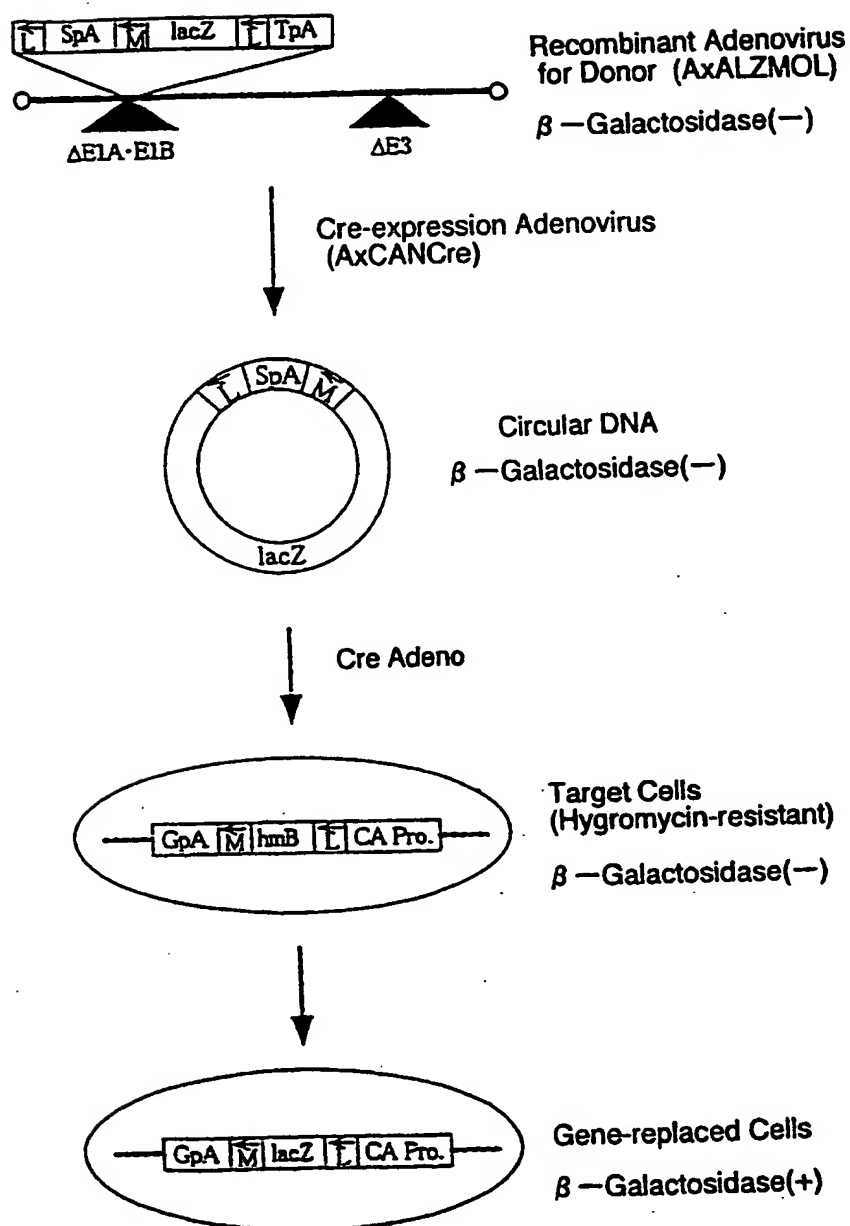 L SpA M lacZ L TpA
Recombinant Adenovirus
for Donor (AxALZMOL)
β -Galactosidase(-)
ΔE1A·E1B
ΔE3
Cre-expression Adenovirus
(AxCANCre)
L SpA M
lacZ
Circular DNA
β -Galactosidase(-)
Cre Adeno
Target Cells
(Hygromycin-resistant)
β -Galactosidase(-)
GpA M hmB L CA Pro.
Gene-replaced Cells
β -Galactosidase(+)
GpA M lacZ L CA Pro.